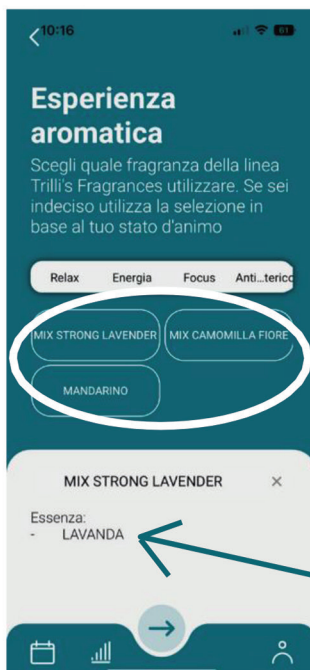 10:16
61
Esperienza
aromatica
Scegli quale fragranza della linea
Trilli's Fragrances utilizzare. Se sei
indeciso utilizza la selezione in
base al tuo stato d'animo
Relax Energia Focus Anti...terico
MIX STRONG LAVENDER MIX CAMOMILLA FIORE
MANDARINO
MIX STRONG LAVENDER ×
Essenza:
- LAVANDA